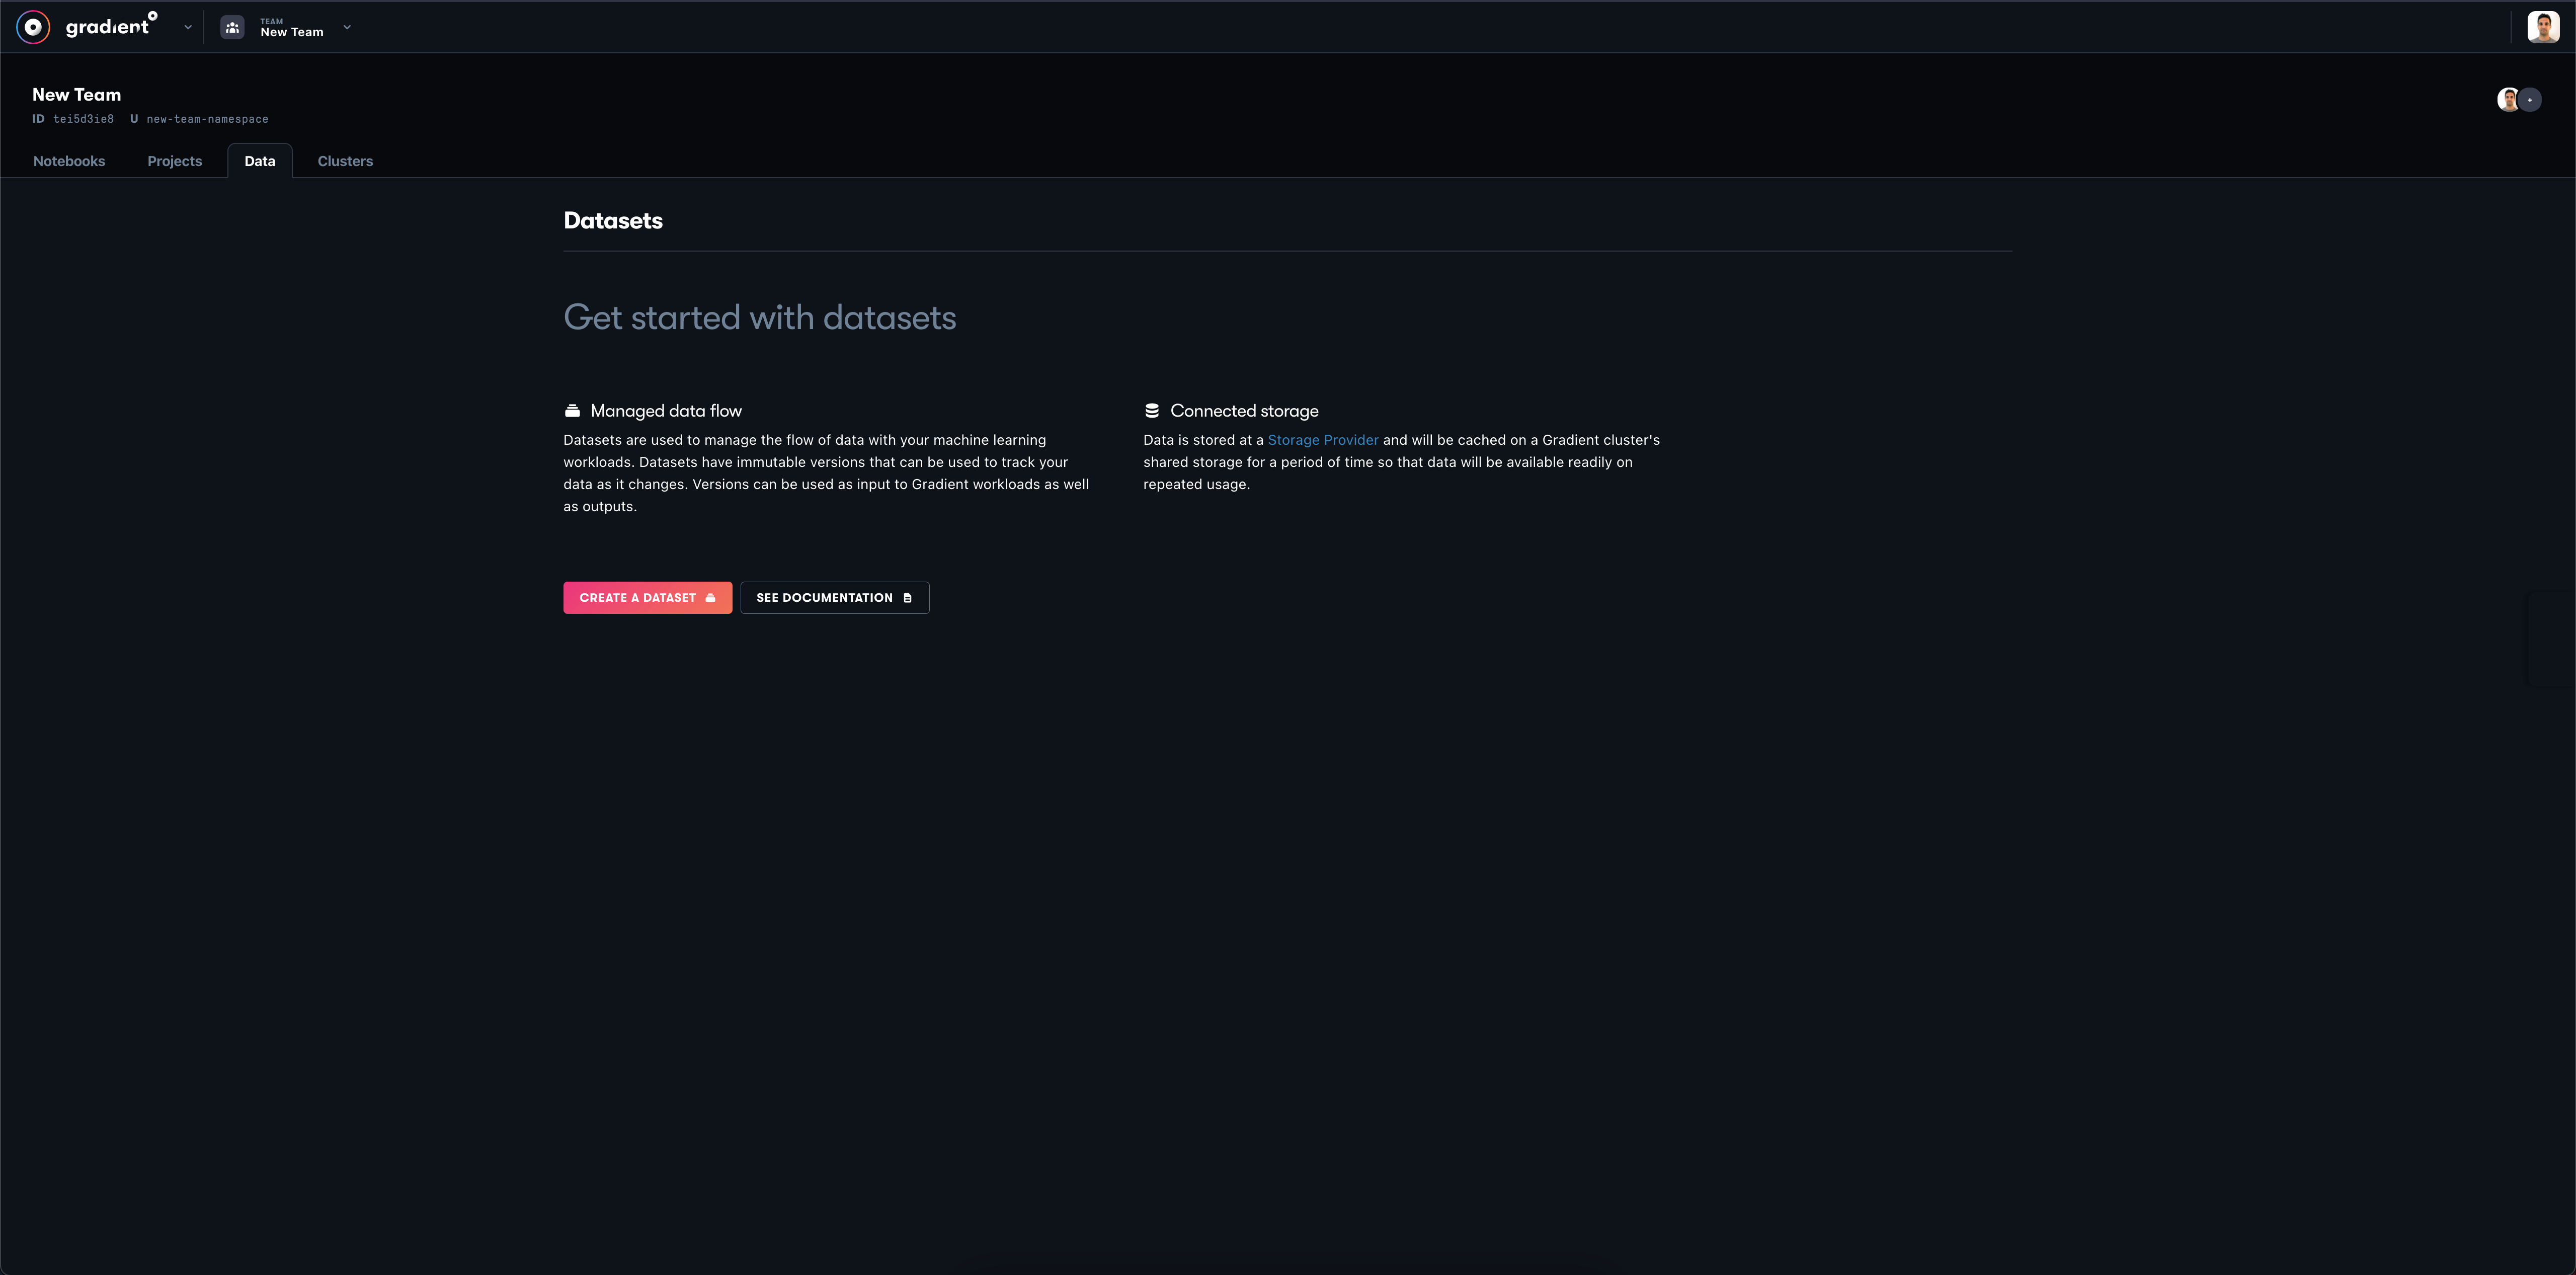 gradient
TEAM
New Team
New Team
ID tei5d3ie8 U new-team-namespace
Notebooks Projects Data Clusters
Datasets
Get started with datasets
Managed data flow
Datasets are used to manage the flow of data with your machine learning
workloads. Datasets have immutable versions that can be used to track your
data as it changes. Versions can be used as input to Gradient workloads as well
as outputs.
Connected storage
Data is stored at a Storage Provider and will be cached on a Gradient cluster's
shared storage for a period of time so that data will be available readily on
repeated usage.
CREATE A DATASET SEE DOCUMENTATION